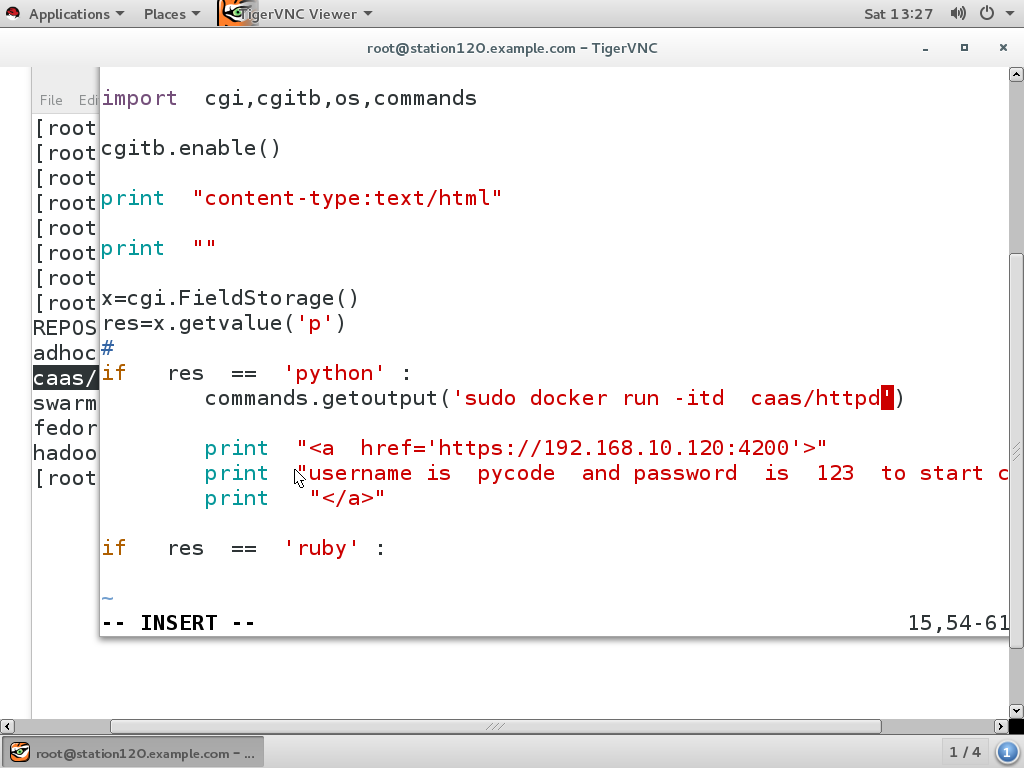 Applications Places TigerVNC Viewer Sat 13:27
root@station120.example.com – TigerVNC
File Edi
import  cgi,cgitb,os,commands
[root
[root
cgitb.enable()
[root
[root
print  "content-type:text/html"
[root
[root
print  ""
[root
[root
x=cgi.FieldStorage()
REPOS
res=x.getvalue('p')
adhoc
#
caas/
if   res  ==  'python' :
swarm
commands.getoutput('sudo docker run -itd  caas/httpd')
fedor
hadoo
print  "<a  href='https://192.168.10.120:4200'>"
[root
print  "username is  pycode  and password  is  123  to start c
print   "</a>"
if   res  ==  'ruby' :
~
-- INSERT --
15,54-61
root@station120.example.com – ...
1 / 4
1